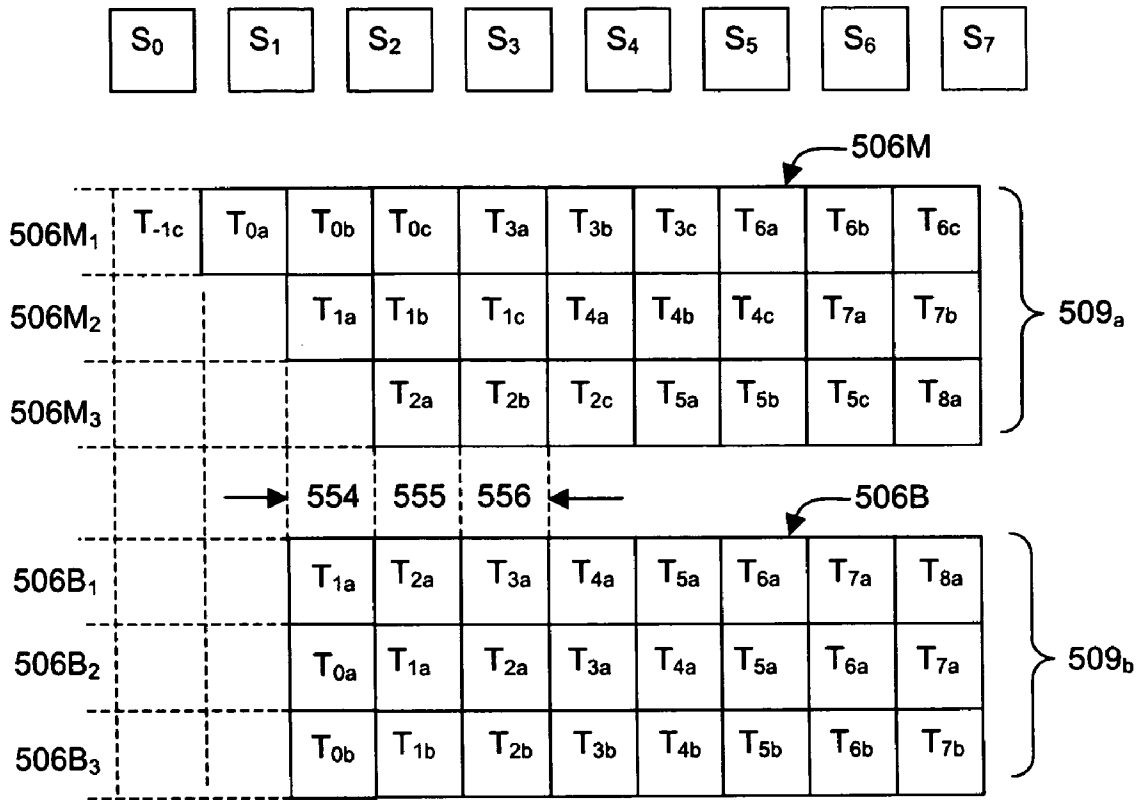 S₀ S₁ S₂ S₃ S₄ S₅ S₆ S₇
506M
506M₁ T₋₁c T₀a T₀b T₀c T₃a T₃b T₃c T₆a T₆b T₆c
506M₂ T₁a T₁b T₁c T₄a T₄b T₄c T₇a T₇b
509ₐ
506M₃ T₂a T₂b T₂c T₅a T₅b T₅c T₈a
554 555 556
506B
506B₁ T₁a T₂a T₃a T₄a T₅a T₆a T₇a T₈a
506B₂ T₀a T₁a T₂a T₃a T₄a T₅a T₆a T₇a
509b
506B₃ T₀b T₁b T₂b T₃b T₄b T₅b T₆b T₇b